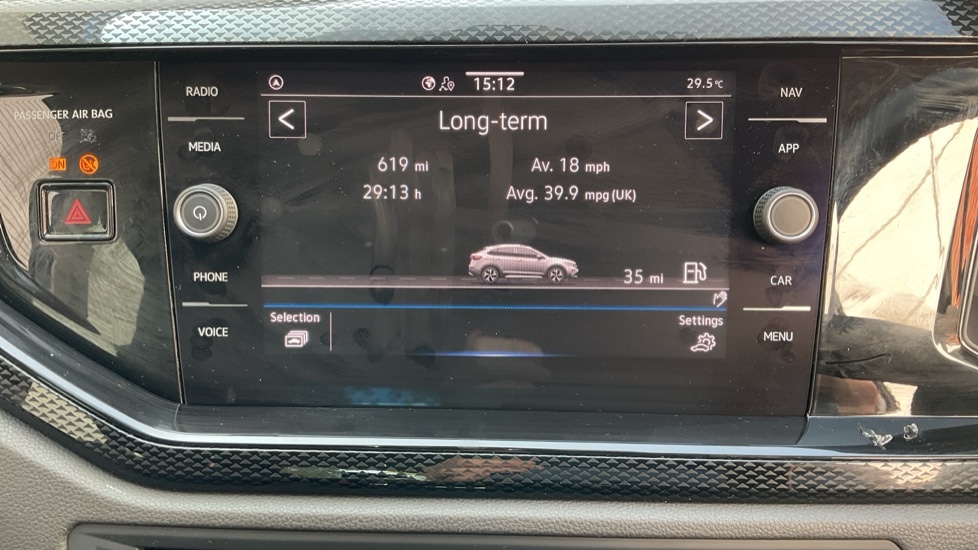 PASSENGER AIR BAG
OFF
ON
RADIO
MEDIA
PHONE
VOICE
15:12
29.5°C
Long-term
619 mi
Av. 18 mph
29:13 h
Avg. 39.9 mpg (UK)
35 mi
Selection
Settings
NAV
APP
CAR
MENU